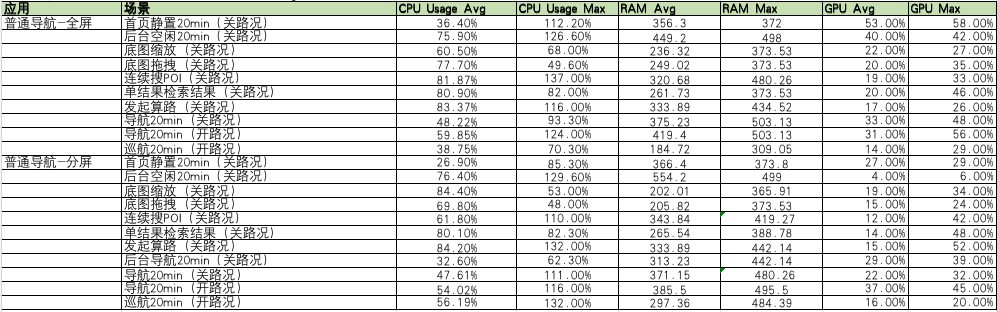 应用 场景 CPU Usage Avg CPU Usage Max RAM Avg RAM Max GPU Avg GPU Max
普通导航-全屏 首页静置20min（关路况） 36.40% 112.20% 356.3 372 53.00% 58.00%
后台空闲20min（关路况） 75.90% 126.60% 449.2 498 40.00% 42.00%
底图缩放（关路况） 60.50% 68.00% 236.32 373.53 22.00% 27.00%
底图拖拽（关路况） 77.70% 49.60% 249.02 373.53 20.00% 35.00%
连续搜POI（关路况） 81.87% 137.00% 320.68 480.26 19.00% 33.00%
单结果检索结果（关路况） 80.90% 82.00% 261.73 373.53 20.00% 46.00%
发起算路（关路况） 83.37% 116.00% 333.89 434.52 17.00% 26.00%
导航20min（关路况） 48.22% 93.30% 375.23 503.13 33.00% 48.00%
导航20min（开路况） 59.85% 124.00% 419.4 503.13 31.00% 56.00%
巡航20min（开路况） 38.75% 70.30% 184.72 309.05 14.00% 29.00%
普通导航-分屏 首页静置20min（关路况） 26.90% 85.30% 366.4 373.8 27.00% 29.00%
后台空闲20min（关路况） 76.40% 129.60% 554.2 499 4.00% 6.00%
底图缩放（关路况） 84.40% 53.00% 202.01 365.91 19.00% 34.00%
底图拖拽（关路况） 69.80% 48.00% 205.82 373.53 15.00% 24.00%
连续搜POI（关路况） 61.80% 110.00% 343.84 419.27 12.00% 42.00%
单结果检索结果（关路况） 80.10% 82.30% 265.54 388.78 14.00% 48.00%
发起算路（关路况） 84.20% 132.00% 333.89 442.14 15.00% 52.00%
后台导航20min（关路况） 32.60% 62.30% 313.23 442.14 29.00% 39.00%
导航20min（关路况） 47.61% 111.00% 371.15 480.26 22.00% 32.00%
导航20min（开路况） 54.02% 116.00% 385.5 495.5 37.00% 45.00%
巡航20min（开路况） 56.19% 132.00% 297.36 484.39 16.00% 20.00%